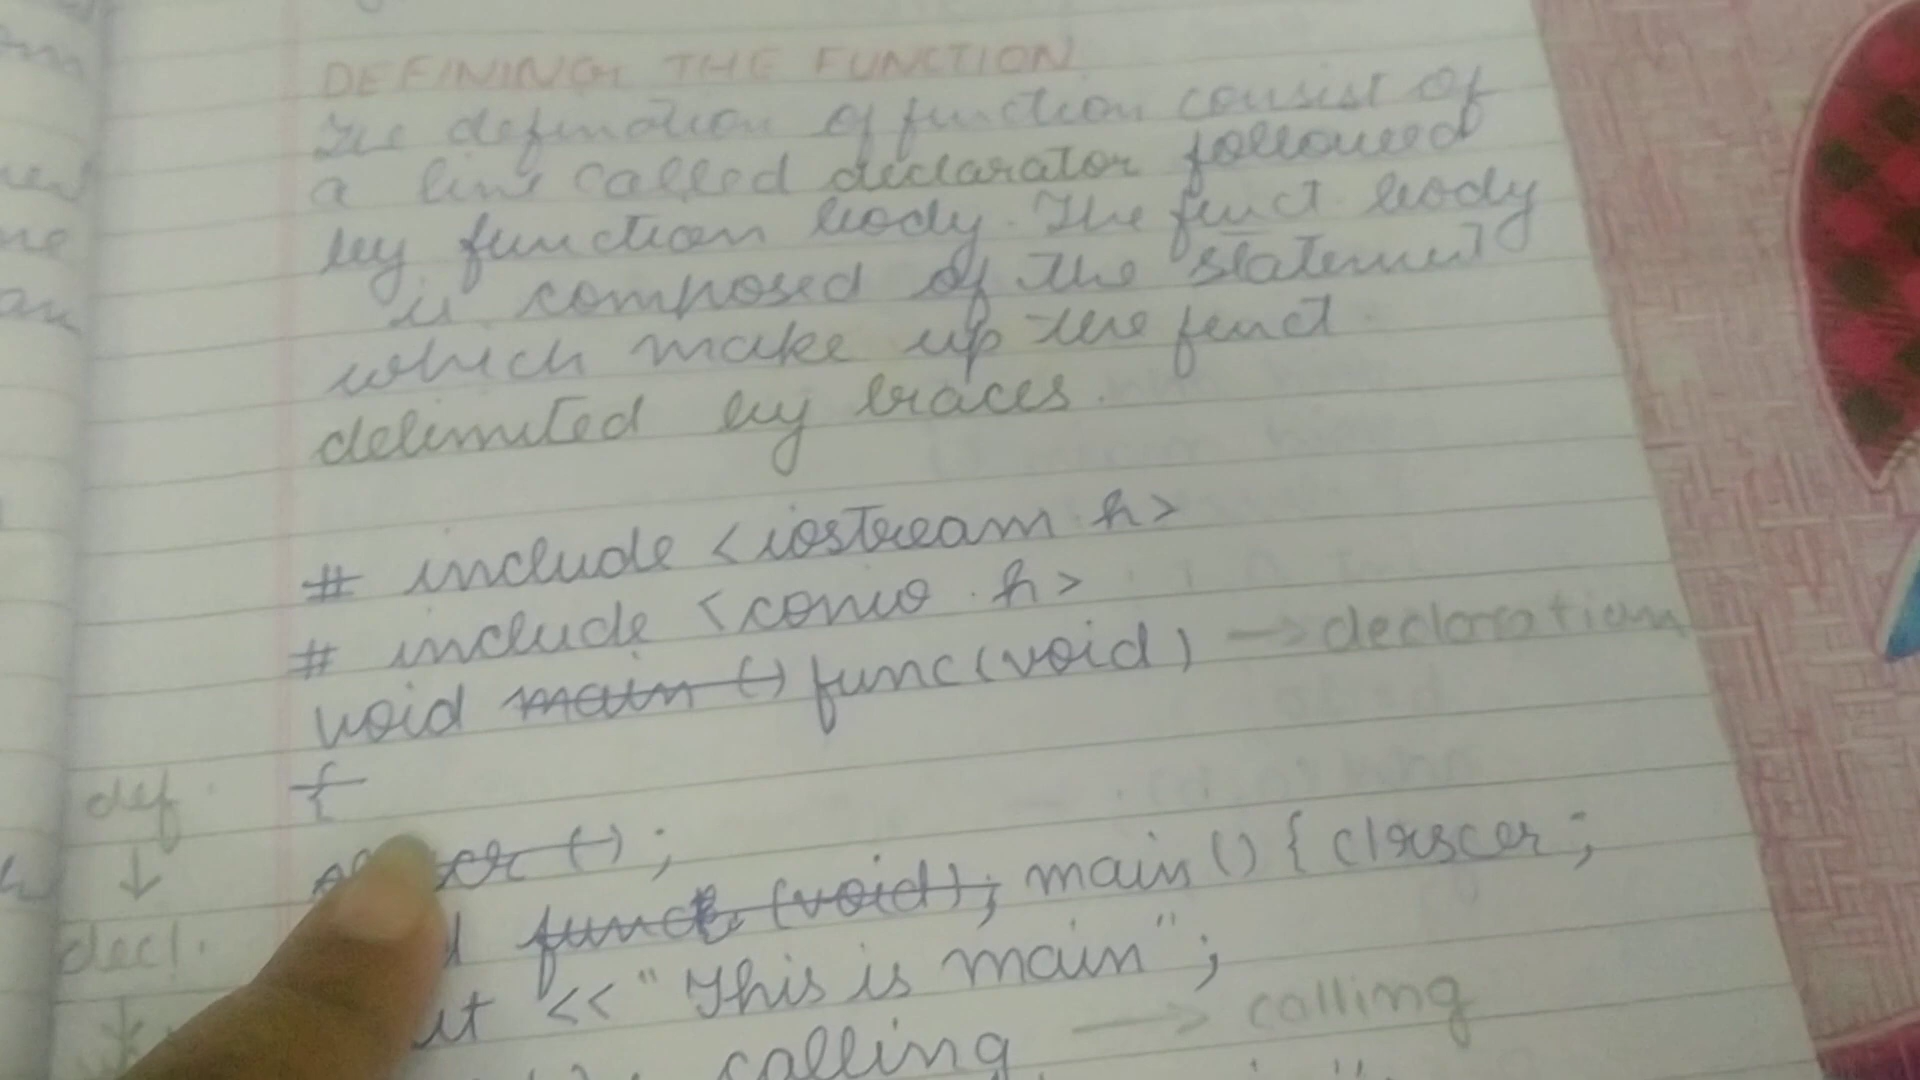 DEFINING THE FUNCTION
The defination of function consist of
a line called declarator followed
by function body. The funct body
is composed of the statement
which make up the funct.
delimited by braces.
# include <iostream.h>
# include <conio.h>
void main () func(void) → declaration
{
();
func (void); main () { clrscr;
<< "This is main";
calling → calling
def.
↓
decl.
↓